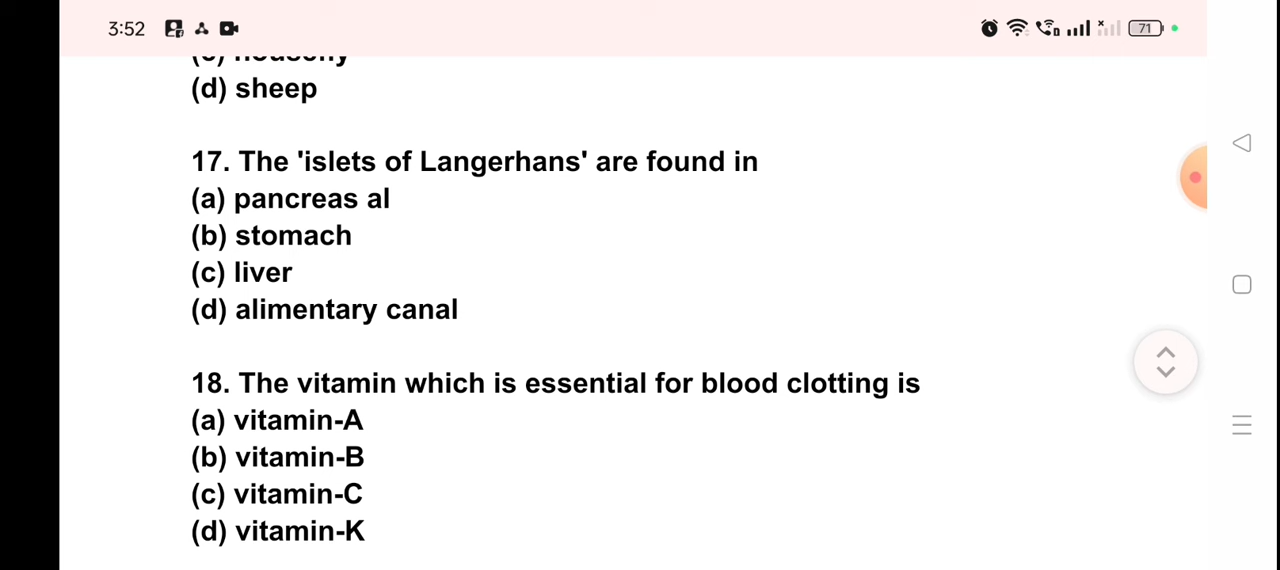 3:52
71
(d) sheep
17. The 'islets of Langerhans' are found in
(a) pancreas al
(b) stomach
(c) liver
(d) alimentary canal
18. The vitamin which is essential for blood clotting is
(a) vitamin-A
(b) vitamin-B
(c) vitamin-C
(d) vitamin-K